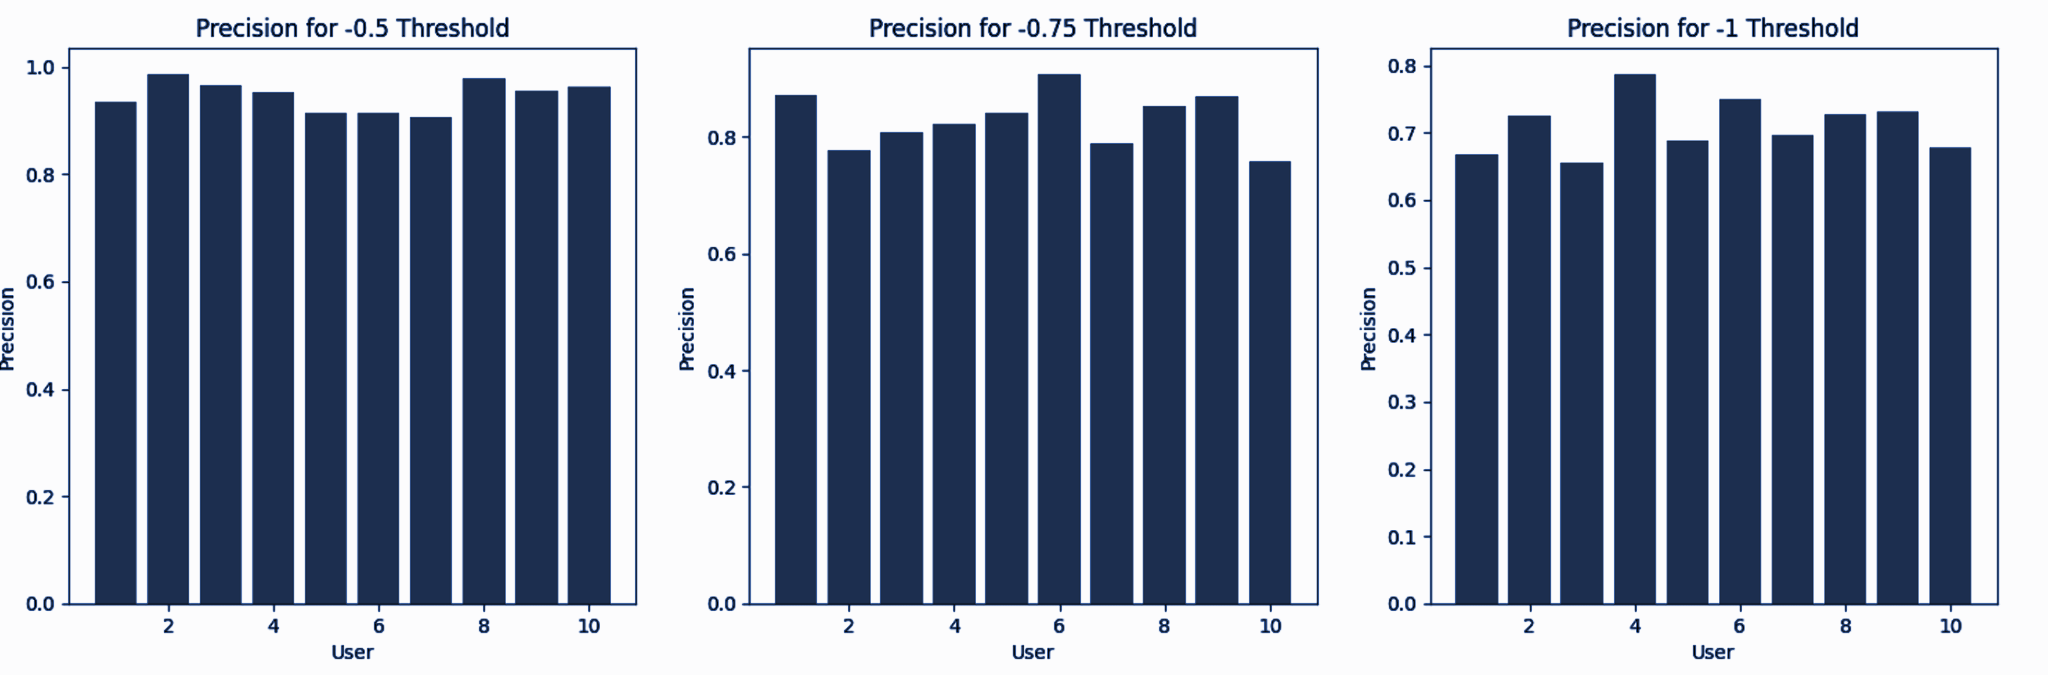 Precision for -0.5 Threshold
1.0
0.8
0.6
0.4
0.2
0.0
Precision
2 4 6 8 10
User
Precision for -0.75 Threshold
0.8
0.6
0.4
0.2
0.0
Precision
2 4 6 8 10
User
Precision for -1 Threshold
0.8
0.7
0.6
0.5
0.4
0.3
0.2
0.1
0.0
Precision
2 4 6 8 10
User